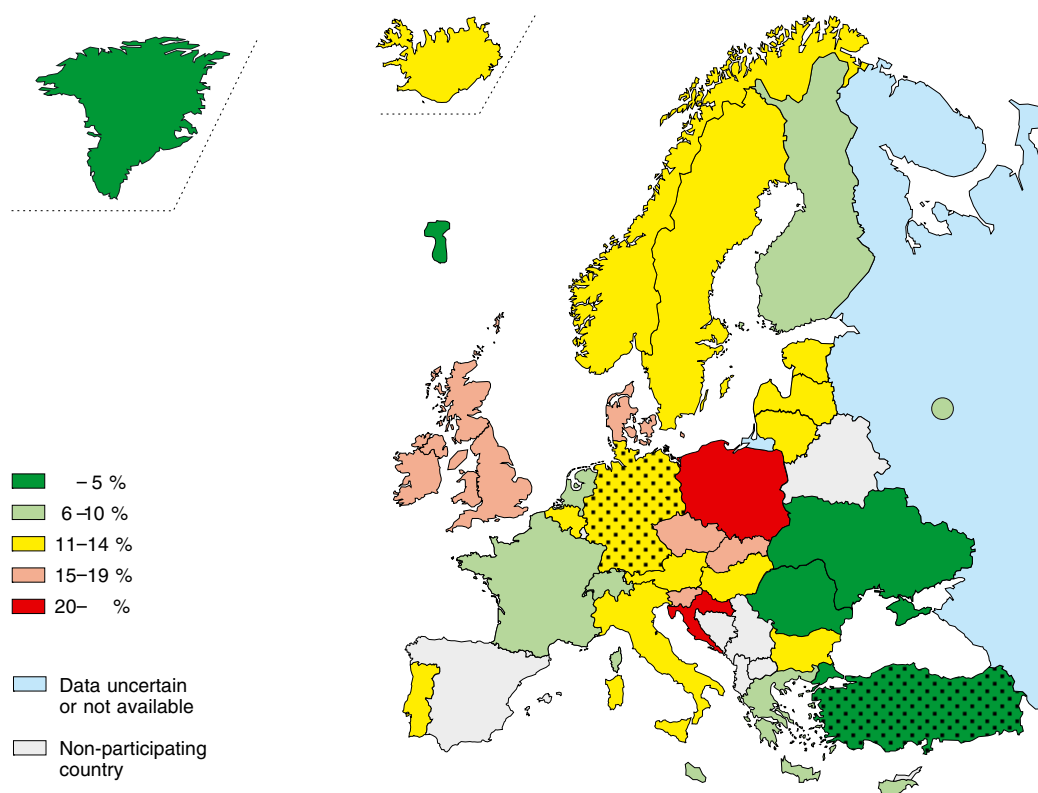 – 5 %
6 –10 %
11–14 %
15–19 %
20– %
Data uncertain
or not available
Non-participating
country